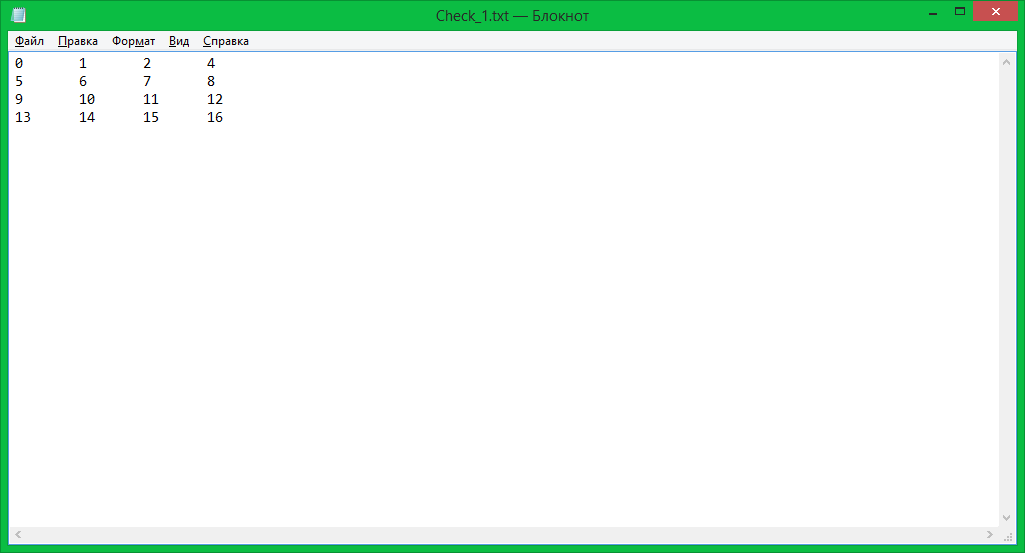 Check_1.txt — Блокнот
Файл Правка Формат Вид Справка
0 1 2 4
5 6 7 8
9 10 11 12
13 14 15 16